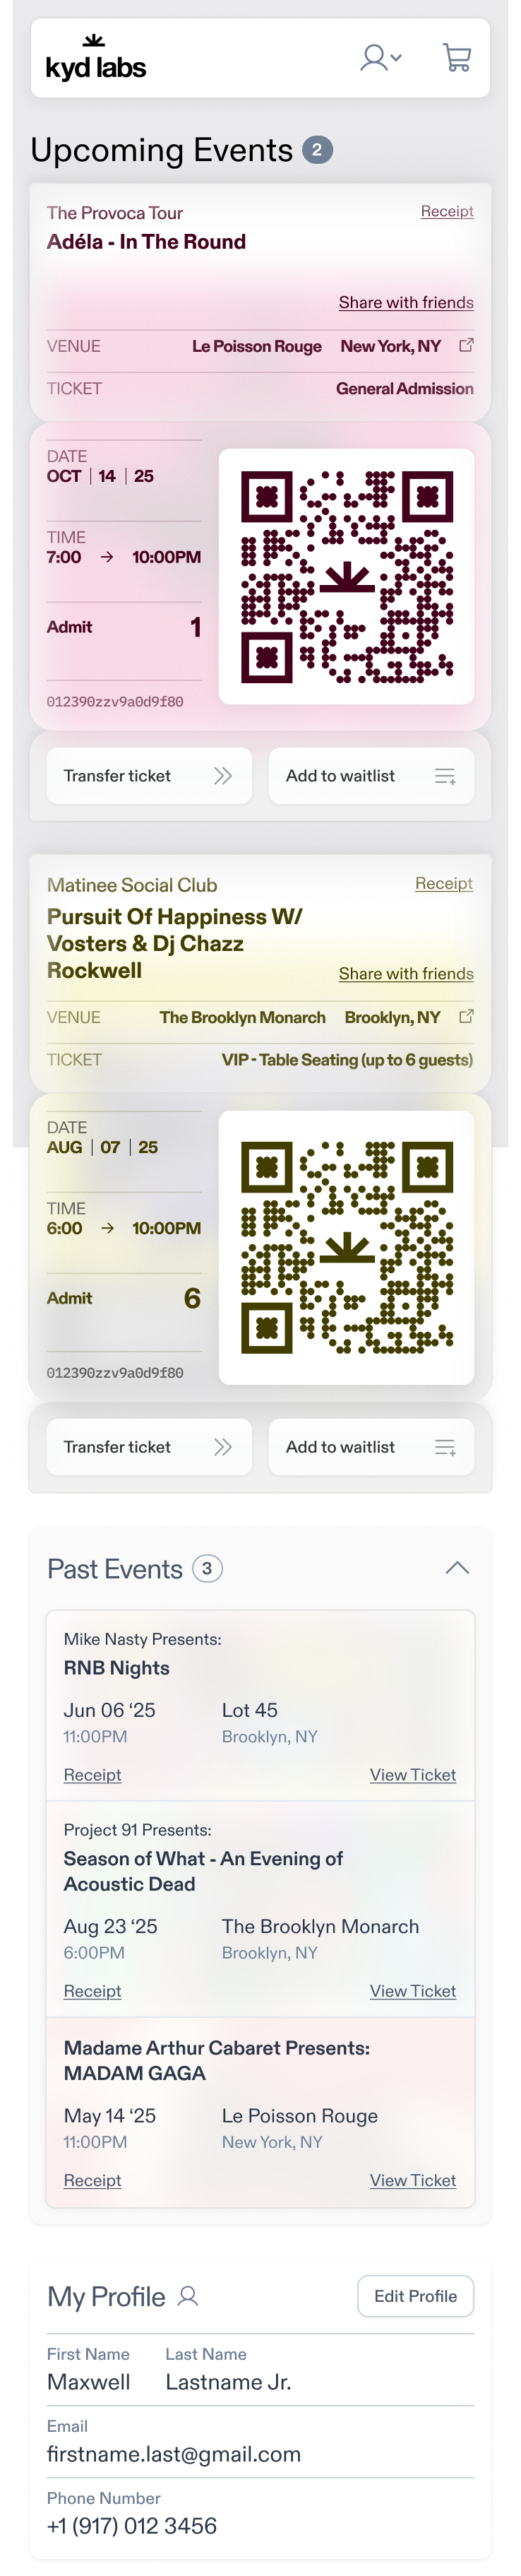 kyd labs
Upcoming Events 2
The Provoca Tour
Receipt
Adéla - In The Round
Share with friends
VENUE Le Poisson Rouge New York, NY
TICKET General Admission
DATE
OCT | 14 | 25
TIME
7:00 → 10:00PM
Admit 1
012390zzv9a0d9f80
Transfer ticket
Add to waitlist
Matinee Social Club
Receipt
Pursuit Of Happiness W/
Vosters & Dj Chazz
Rockwell
Share with friends
VENUE The Brooklyn Monarch Brooklyn, NY
TICKET VIP - Table Seating (up to 6 guests)
DATE
AUG | 07 | 25
TIME
6:00 → 10:00PM
Admit 6
012390zzv9a0d9f80
Transfer ticket
Add to waitlist
Past Events 3
Mike Nasty Presents:
RNB Nights
Jun 06 ‘25 Lot 45
11:00PM Brooklyn, NY
Receipt View Ticket
Project 91 Presents:
Season of What - An Evening of
Acoustic Dead
Aug 23 ‘25 The Brooklyn Monarch
6:00PM Brooklyn, NY
Receipt View Ticket
Madame Arthur Cabaret Presents:
MADAM GAGA
May 14 ‘25 Le Poisson Rouge
11:00PM New York, NY
Receipt View Ticket
My Profile
Edit Profile
First Name Last Name
Maxwell Lastname Jr.
Email
firstname.last@gmail.com
Phone Number
+1 (917) 012 3456